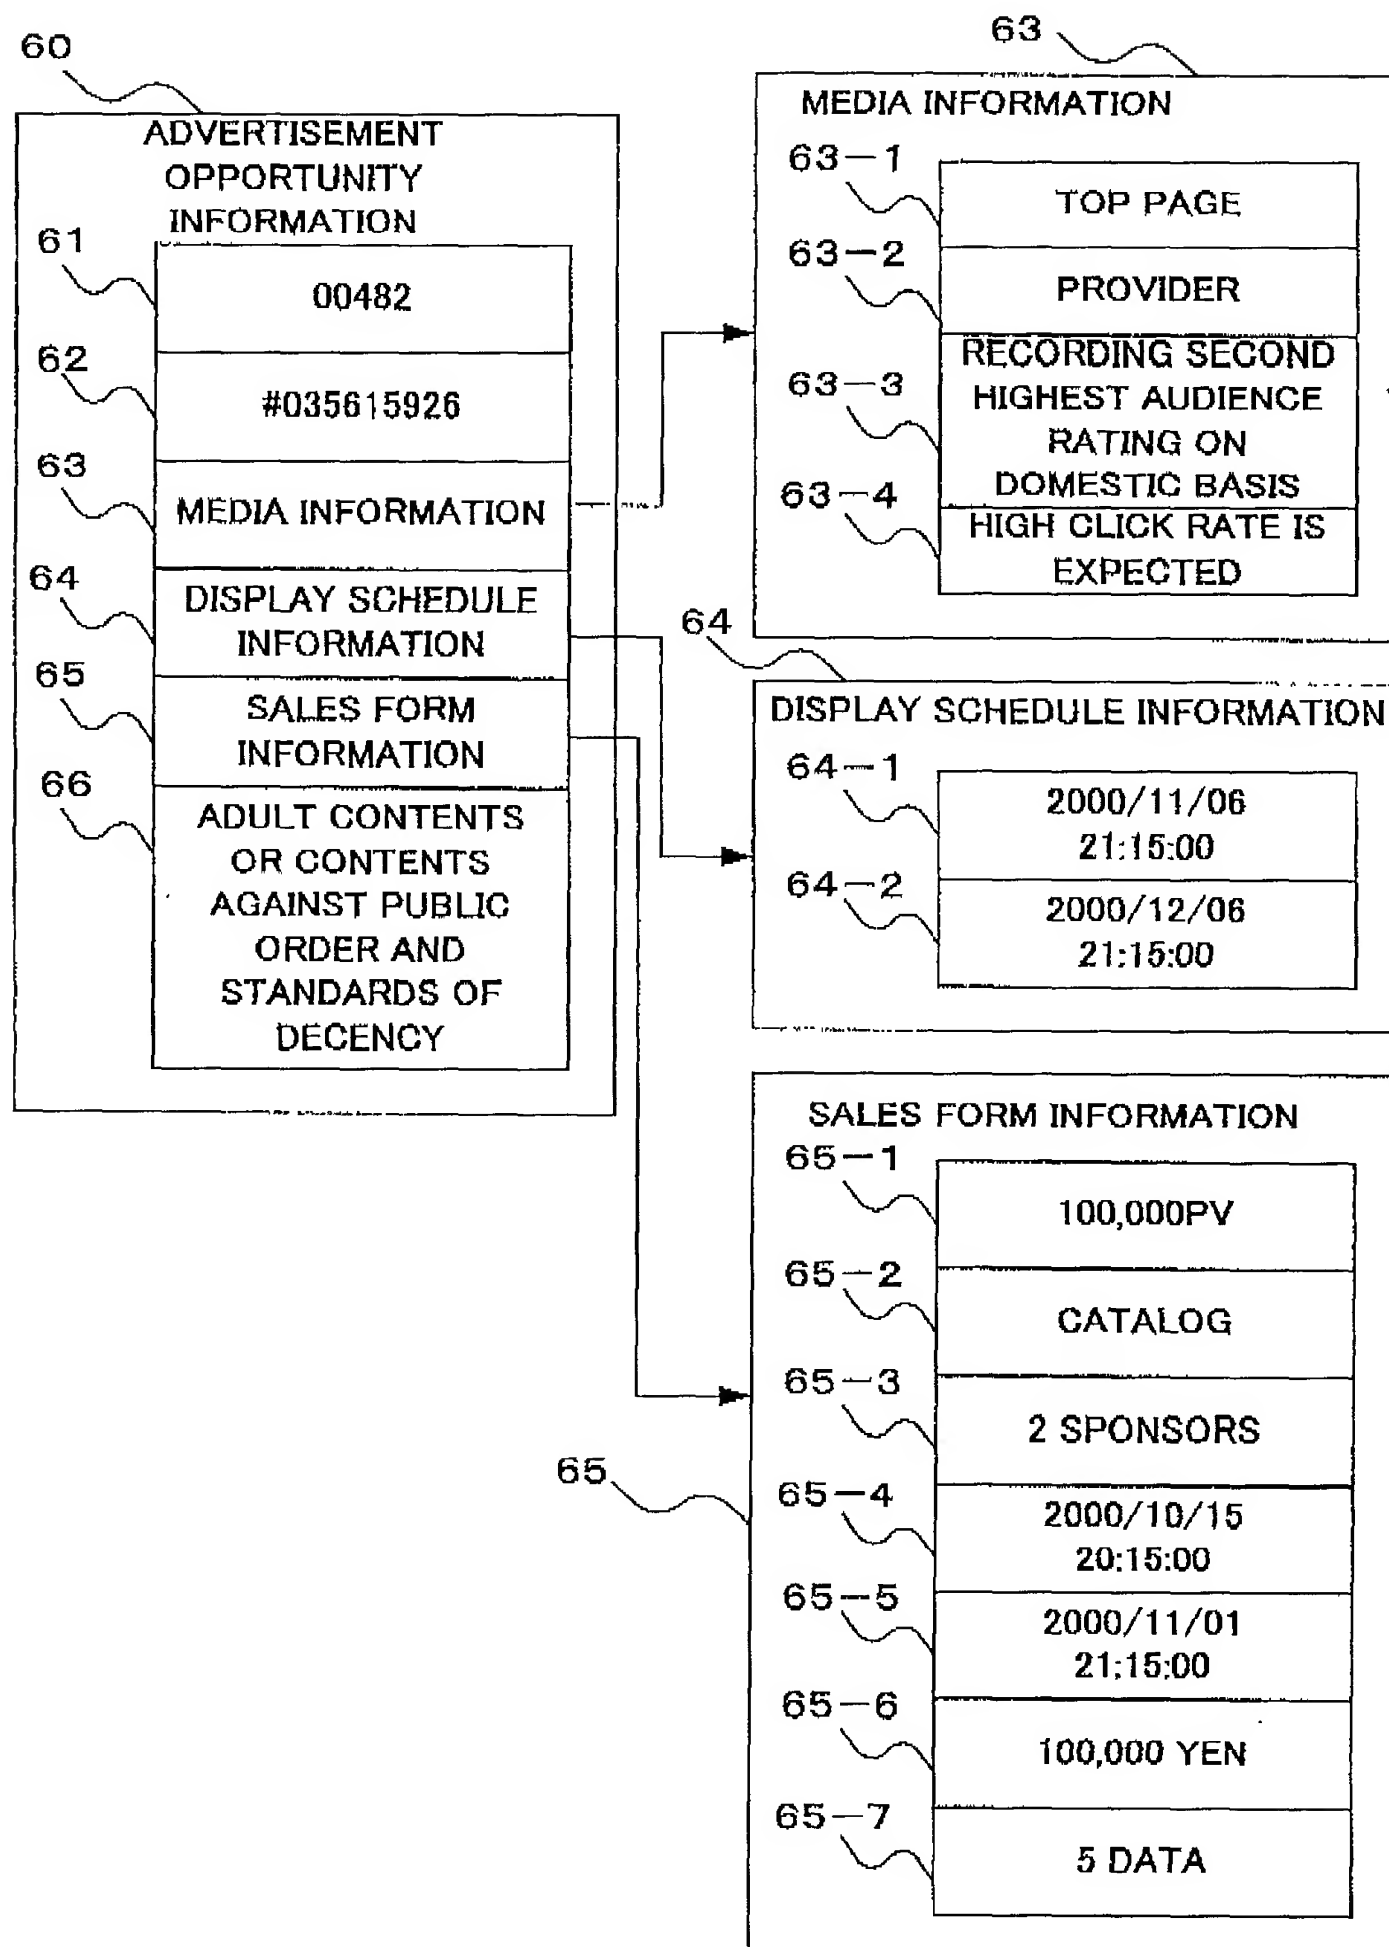 60
ADVERTISEMENT
OPPORTUNITY
INFORMATION
61
00482
62
#035615926
63
MEDIA INFORMATION
64
DISPLAY SCHEDULE
INFORMATION
65
SALES FORM
INFORMATION
66
ADULT CONTENTS
OR CONTENTS
AGAINST PUBLIC
ORDER AND
STANDARDS OF
DECENCY
63
MEDIA INFORMATION
63-1
TOP PAGE
63-2
PROVIDER
63-3
RECORDING SECOND
HIGHEST AUDIENCE
RATING ON
DOMESTIC BASIS
63-4
HIGH CLICK RATE IS
EXPECTED
64
DISPLAY SCHEDULE INFORMATION
64-1
2000/11/06
21:15:00
64-2
2000/12/06
21:15:00
65
SALES FORM INFORMATION
65-1
100,000PV
65-2
CATALOG
65-3
2 SPONSORS
65-4
2000/10/15
20:15:00
65-5
2000/11/01
21:15:00
65-6
100,000 YEN
65-7
5 DATA